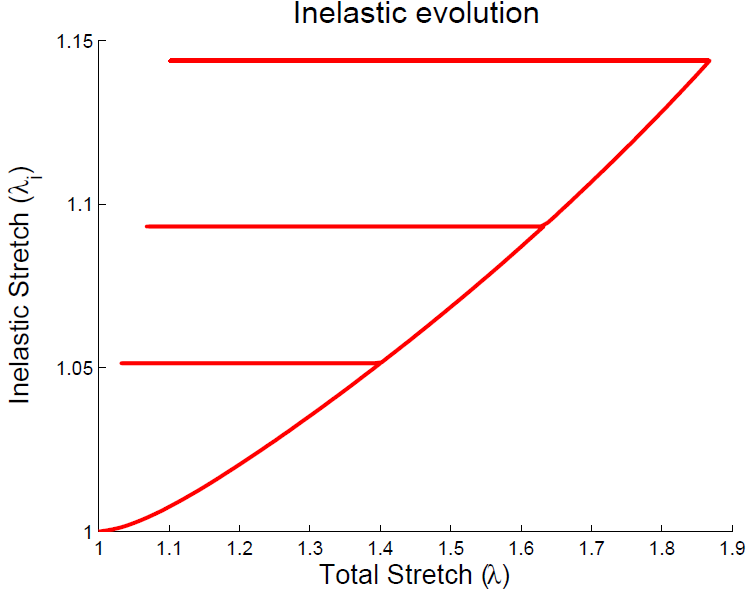 Inelastic evolution
1.15
1.1
1.05
1
Inelastic Stretch (λi)
1 1.1 1.2 1.3 1.4 1.5 1.6 1.7 1.8 1.9
Total Stretch (λ)